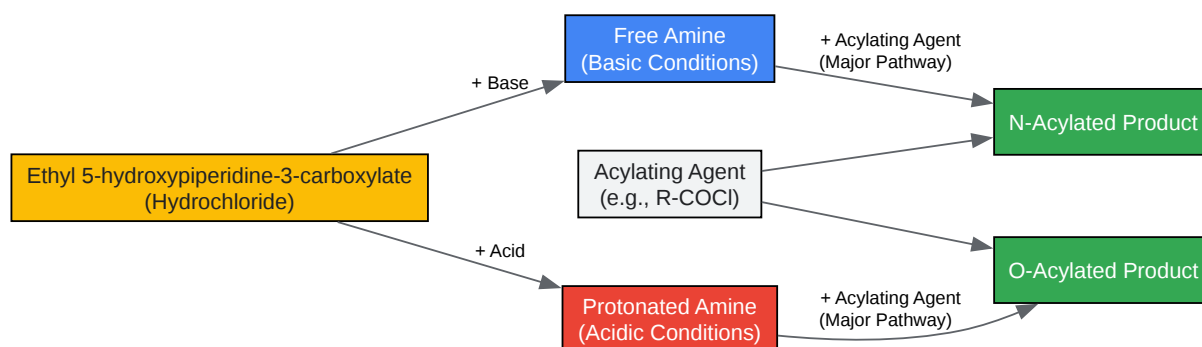 Free Amine
(Basic Conditions)
+ Acylating Agent
(Major Pathway)
+ Base
N-Acylated Product
Ethyl 5-hydroxypiperidine-3-carboxylate
(Hydrochloride)
Acylating Agent
(e.g., R-COCl)
+ Acid
O-Acylated Product
Protonated Amine
(Acidic Conditions)
+ Acylating Agent
(Major Pathway)